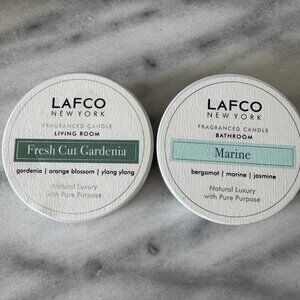 LAFCO
NEW YORK
FRAGRANCED CANDLE
LIVING ROOM
Fresh Cut Gardenia
gardenia | orange blossom | ylang ylang
Natural Luxury
with Pure Purpose
LAFCO
NEW YORK
FRAGRANCED CANDLE
BATHROOM
Marine
bergamot | marine | jasmine
Natural Luxury
with Pure Purpose